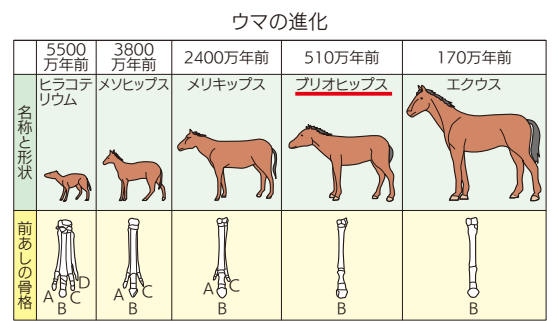 ウマの進化
5500
万年前
3800
万年前
2400万年前
510万年前
170万年前
名称と形状
ヒラコテ
リウム
メソヒップス
メリキップス
プリオヒップス
エクウス
前あしの骨格
A
B
C
D
A
B
C
A
B
C
B
B